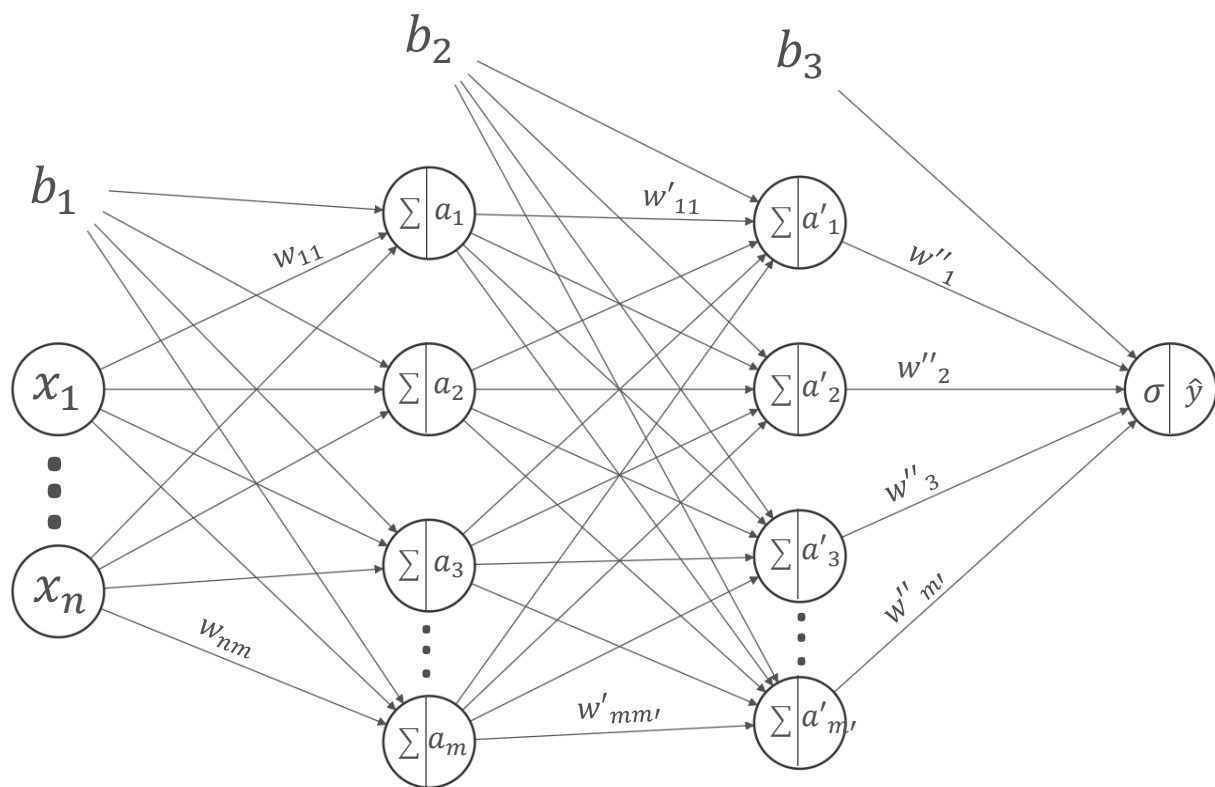 b₂
b₃
b₁
∑ a₁
w'₁₁
∑ a'₁
w₁₁
w''₁
x₁
∑ a₂
∑ a'₂
w''₂
σ ŷ
w''₃
xₙ
∑ a₃
∑ a'₃
w''ₘ′
wₙₘ
w'ₘₘ′
∑ aₘ
∑ a'ₘ′